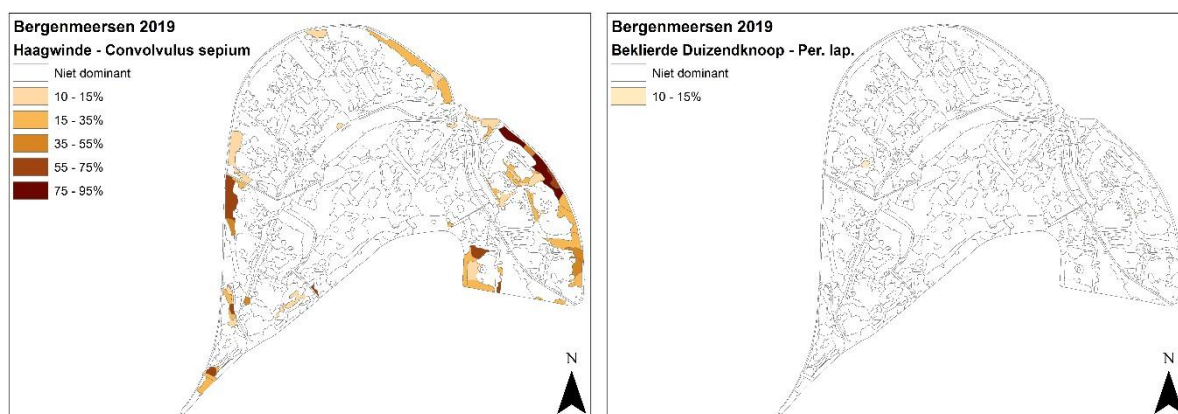 Bergenmeersen 2019
Haagwinde - Convolvulus sepium
Niet dominant
10 - 15%
15 - 35%
35 - 55%
55 - 75%
75 - 95%
N
Bergenmeersen 2019
Beklierde Duizendknoop - Per. lap.
Niet dominant
10 - 15%
N